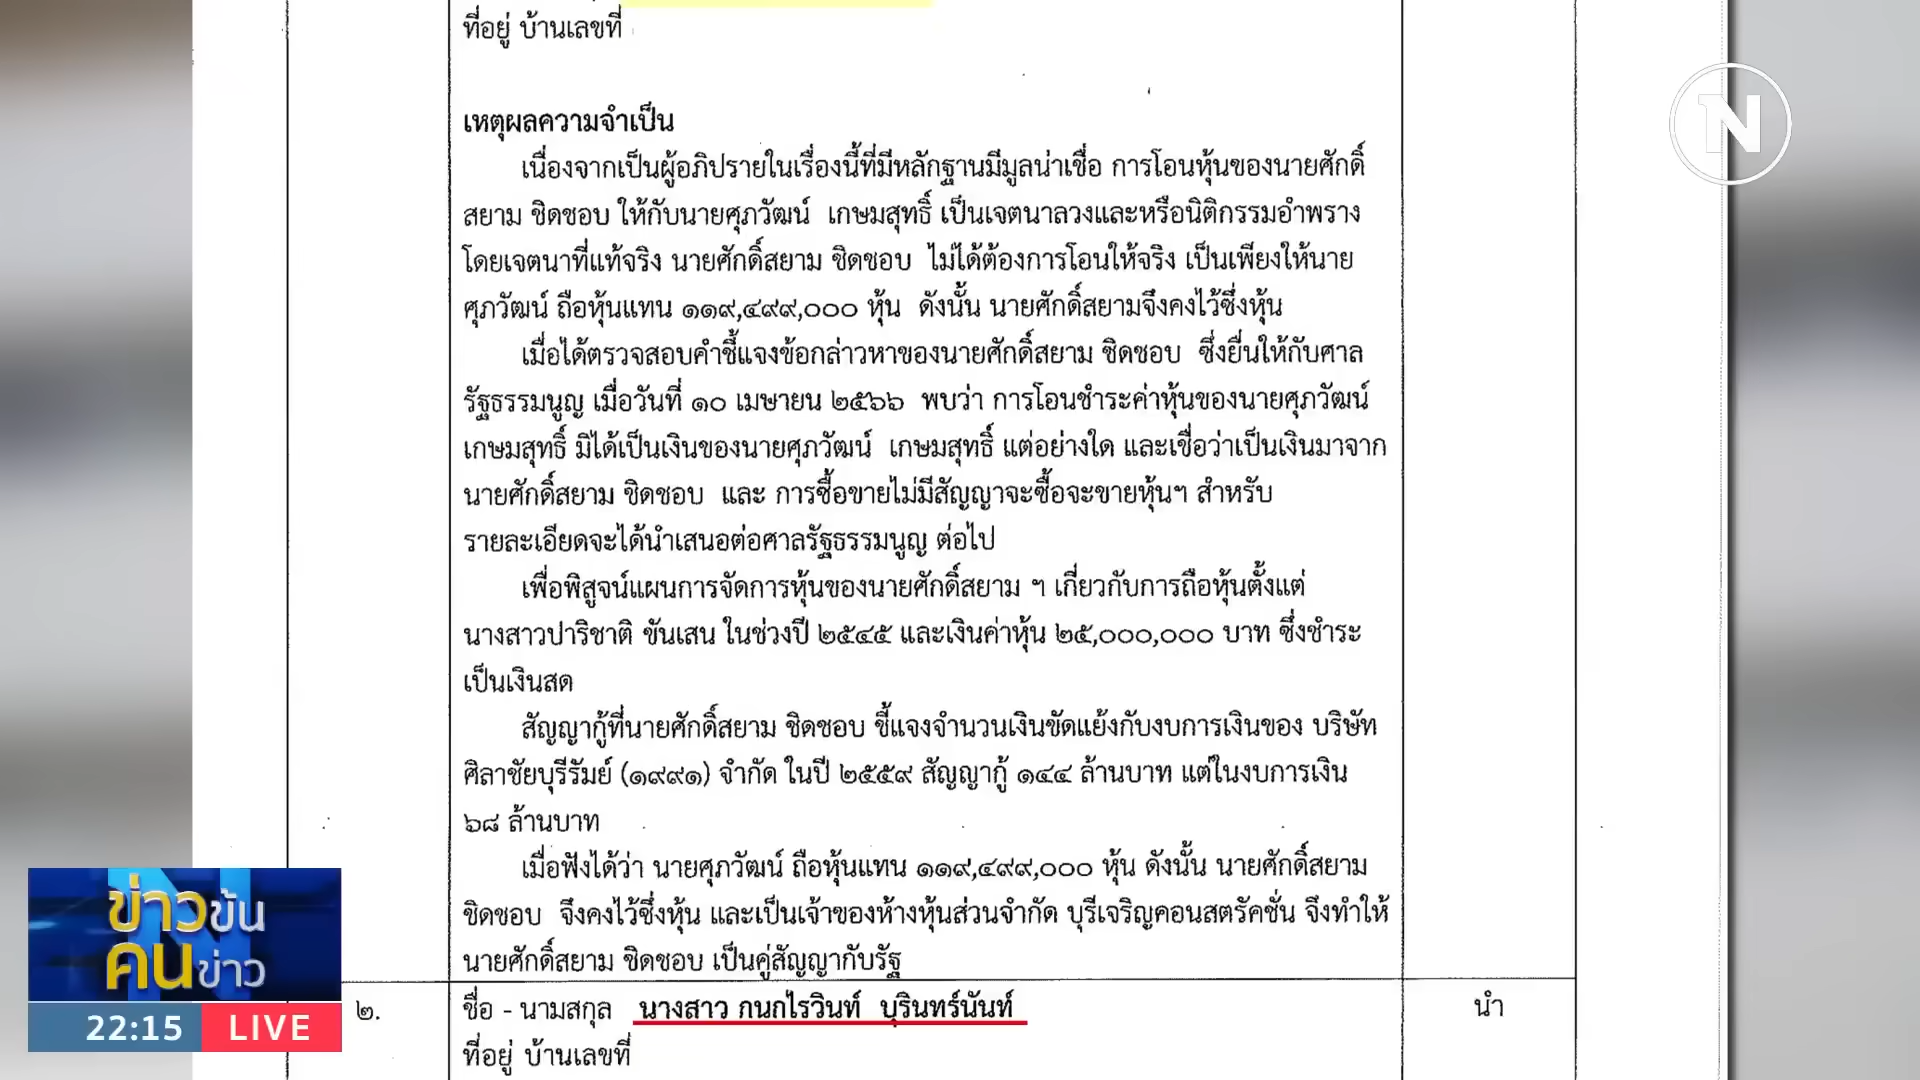 ที่อยู่ บ้านเลขที่
เหตุผลความจำเป็น
เนื่องจากเป็นผู้อภิปรายในเรื่องนี้ที่มีหลักฐานมีมูลน่าเชื่อ การโอนหุ้นของนายศักดิ์
สยาม ชิดชอบ ให้กับนายศุภวัฒน์ เกษมสุทธิ์ เป็นเจตนาลวงและหรือนิติกรรมอำพราง
โดยเจตนาที่แท้จริง นายศักดิ์สยาม ชิดชอบ ไม่ได้ต้องการโอนให้จริง เป็นเพียงให้นาย
ศุภวัฒน์ ถือหุ้นแทน ๑๑๙,๔๙๙,๐๐๐ หุ้น ดังนั้น นายศักดิ์สยามจึงคงไว้ซึ่งหุ้น
เมื่อได้ตรวจสอบคำชี้แจงข้อกล่าวหาของนายศักดิ์สยาม ชิดชอบ ซึ่งยื่นให้กับศาล
รัฐธรรมนูญ เมื่อวันที่ ๑๐ เมษายน ๒๕๖๖ พบว่า การโอนชำระค่าหุ้นของนายศุภวัฒน์
เกษมสุทธิ์ มิได้เป็นเงินของนายศุภวัฒน์ เกษมสุทธิ์ แต่อย่างใด และเชื่อว่าเป็นเงินมาจาก
นายศักดิ์สยาม ชิดชอบ และ การซื้อขายไม่มีสัญญาจะซื้อจะขายหุ้นฯ สำหรับ
รายละเอียดจะได้นำเสนอต่อศาลรัฐธรรมนูญ ต่อไป
เพื่อพิสูจน์แผนการจัดการหุ้นของนายศักดิ์สยาม ฯ เกี่ยวกับการถือหุ้นตั้งแต่
นางสาวปาริชาติ ขันเสน ในช่วงปี ๒๕๔๕ และเงินค่าหุ้น ๒๕,๐๐๐,๐๐๐ บาท ซึ่งชำระ
เป็นเงินสด
สัญญากู้ที่นายศักดิ์สยาม ชิดชอบ ชี้แจงจำนวนเงินขัดแย้งกับงบการเงินของ บริษัท
ศิลาชัยบุรีรัมย์ (๑๙๙๑) จำกัด ในปี ๒๕๕๙ สัญญากู้ ๑๔๔ ล้านบาท แต่ในงบการเงิน
๖๘ ล้านบาท
เมื่อฟังได้ว่า นายศุภวัฒน์ ถือหุ้นแทน ๑๑๙,๔๙๙,๐๐๐ หุ้น ดังนั้น นายศักดิ์สยาม
ชิดชอบ จึงคงไว้ซึ่งหุ้น และเป็นเจ้าของห้างหุ้นส่วนจำกัด บุรีเจริญคอนสตรัคชั่น จึงทำให้
นายศักดิ์สยาม ชิดชอบ เป็นคู่สัญญากับรัฐ
๒. ชื่อ - นามสกุล นางสาว กนกไรวินท์ บุรินทร์นันท์ นำ
ที่อยู่ บ้านเลขที่
N
ข่าวข้น
คนข่าว
22:15 LIVE